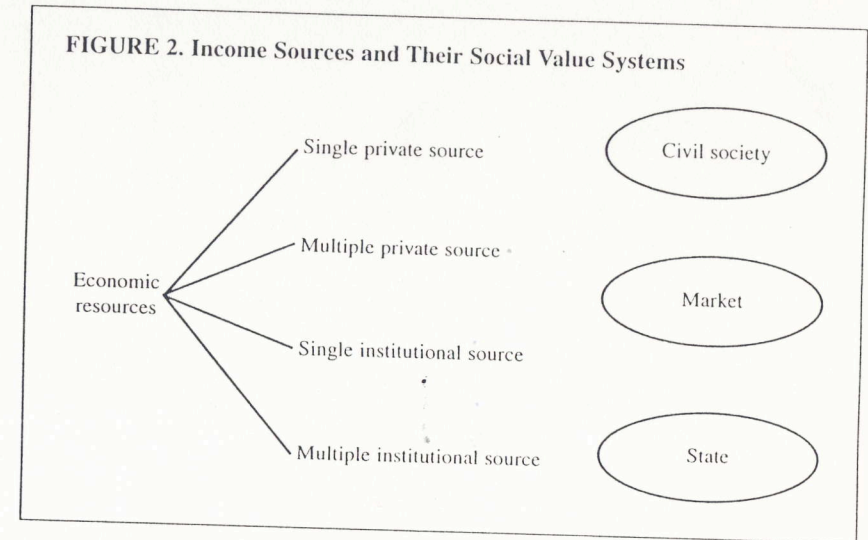 FIGURE 2. Income Sources and Their Social Value Systems
Single private source
Civil society
Multiple private source
Economic
resources
Market
Single institutional source
Multiple institutional source
State